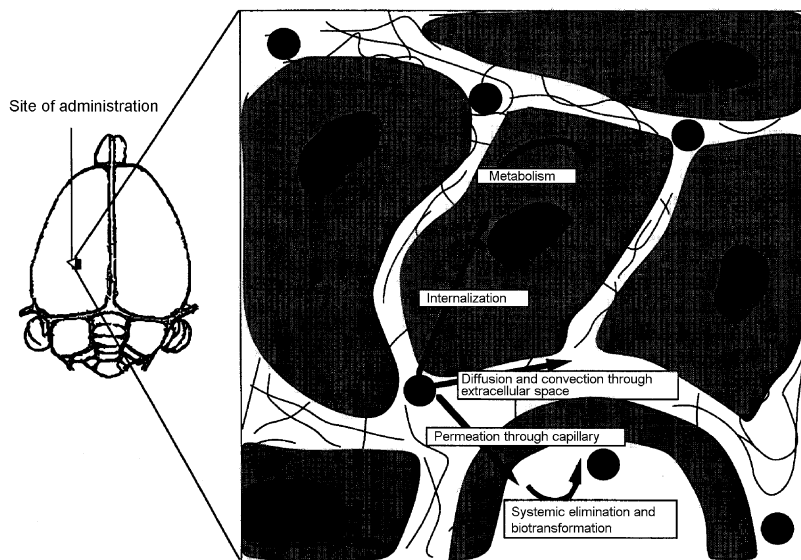 Site of administration
Metabolism
Internalization
Diffusion and convection through
extracellular space
Permeation through capillary
Systemic elimination and
biotransformation